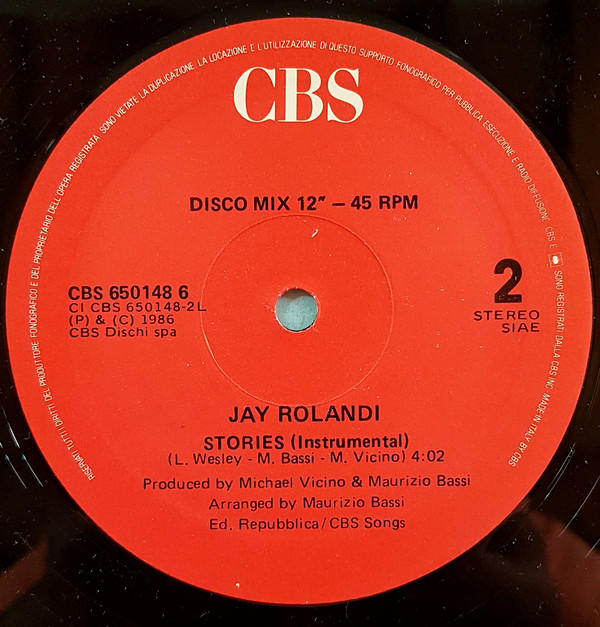 RISERVATI TUTTI I DIRITTI DEL PRODUTTORE FONOGRAFICO E DEL PROPRIETARIO DELL'OPERA REGISTRATA. SONO VIETATE LA DUPLICAZIONE, LA LOCAZIONE E L'UTILIZZAZIONE DI QUESTO SUPPORTO FONOGRAFICO PER PUBBLICA ESECUZIONE E RADIO DIFFUSIONE. CBS E SONO REGISTRATI DALLA CBS INC. MADE IN ITALY BY CBS
CBS
DISCO MIX 12" – 45 RPM
CBS 650148 6
CI CBS 650148-2L
(P) & (C) 1986
CBS Dischi spa
2
STEREO
SIAE
JAY ROLANDI
STORIES (Instrumental)
(L. Wesley - M. Bassi - M. Vicino) 4:02
Produced by Michael Vicino & Maurizio Bassi
Arranged by Maurizio Bassi
Ed. Repubblica/CBS Songs